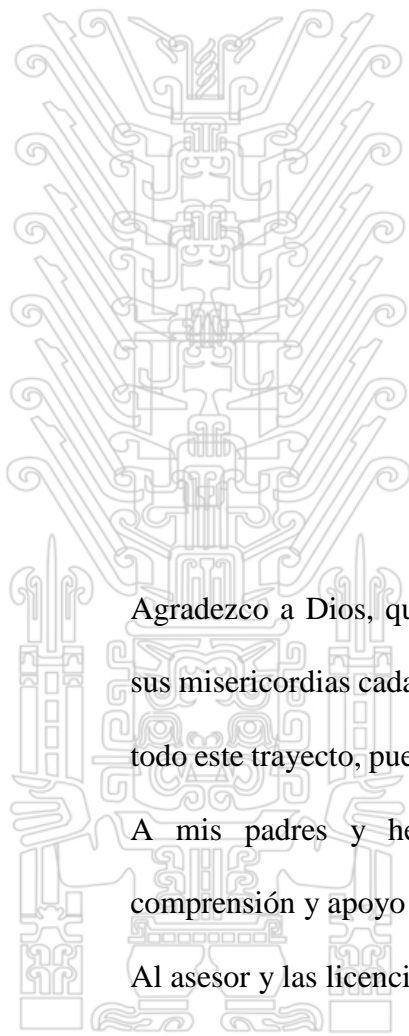 Agradezco a Dios, qu
sus misericordias cada
todo este trayecto, pue
A mis padres y he
comprensión y apoyo
Al asesor y las licenci